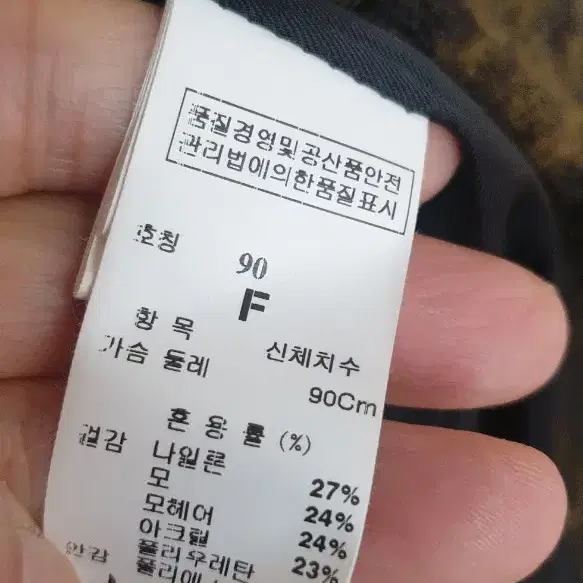 품질경영및공산품안전
관리법에의한품질표시
호칭 90
F
항 목 신체치수
가슴 둘레 90Cm
혼 용 률 (%)
겉감 나일론 27%
모 24%
모헤어 24%
아크릴 23%
폴리우레탄
안감